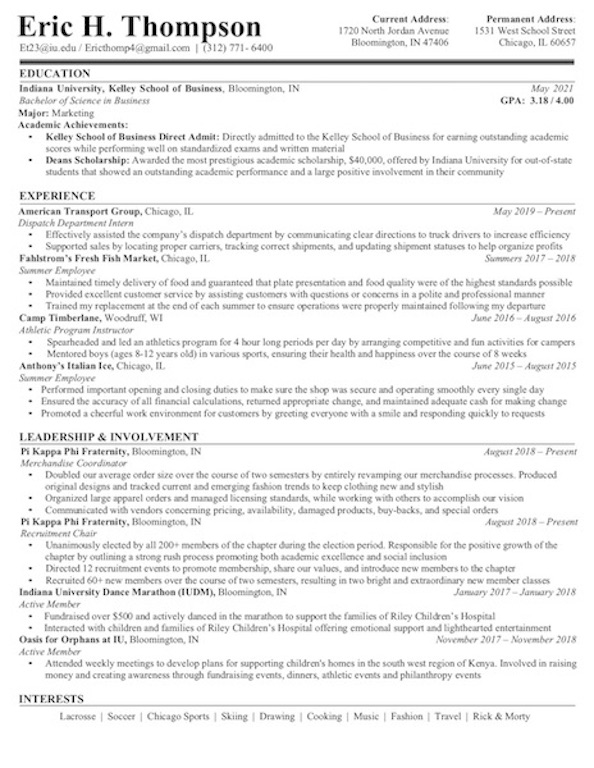 Eric H. Thompson
Et23@iu.edu / Ericthomp4@gmail.com | (312) 771- 6400
Current Address:
1720 North Jordan Avenue
Bloomington, IN 47406
Permanent Address:
1531 West School Street
Chicago, IL 60657
EDUCATION
Indiana University, Kelley School of Business, Bloomington, IN May 2021
Bachelor of Science in Business GPA: 3.18 / 4.00
Major: Marketing
Academic Achievements:
• Kelley School of Business Direct Admit: Directly admitted to the Kelley School of Business for earning outstanding academic
scores while performing well on standardized exams and written material
• Deans Scholarship: Awarded the most prestigious academic scholarship, $40,000, offered by Indiana University for out-of-state
students that showed an outstanding academic performance and a large positive involvement in their community
EXPERIENCE
American Transport Group, Chicago, IL May 2019 – Present
Dispatch Department Intern
• Effectively assisted the company's dispatch department by communicating clear directions to truck drivers to increase efficiency
• Supported sales by locating proper carriers, tracking correct shipments, and updating shipment statuses to help organize profits
Fahlstrom's Fresh Fish Market, Chicago, IL Summers 2017 – 2018
Summer Employee
• Maintained timely delivery of food and guaranteed that plate presentation and food quality were of the highest standards possible
• Provided excellent customer service by assisting customers with questions or concerns in a polite and professional manner
• Trained my replacement at the end of each summer to ensure operations were properly maintained following my departure
Camp Timberlane, Woodruff, WI June 2016 – August 2016
Athletic Program Instructor
• Spearheaded and led an athletics program for 4 hour long periods per day by arranging competitive and fun activities for campers
• Mentored boys (ages 8-12 years old) in various sports, ensuring their health and happiness over the course of 8 weeks
Anthony's Italian Ice, Chicago, IL June 2015 – August 2015
Summer Employee
• Performed important opening and closing duties to make sure the shop was secure and operating smoothly every single day
• Ensured the accuracy of all financial calculations, returned appropriate change, and maintained adequate cash for making change
• Promoted a cheerful work environment for customers by greeting everyone with a smile and responding quickly to requests
LEADERSHIP & INVOLVEMENT
Pi Kappa Phi Fraternity, Bloomington, IN August 2018 – Present
Merchandise Coordinator
• Doubled our average order size over the course of two semesters by entirely revamping our merchandise processes. Produced
original designs and tracked current and emerging fashion trends to keep clothing new and stylish
• Organized large apparel orders and managed licensing standards, while working with others to accomplish our vision
• Communicated with vendors concerning pricing, availability, damaged products, buy-backs, and special orders
Pi Kappa Phi Fraternity, Bloomington, IN August 2018 – Present
Recruitment Chair
• Unanimously elected by all 200+ members of the chapter during the election period. Responsible for the positive growth of the
chapter by outlining a strong rush process promoting both academic excellence and social inclusion
• Directed 12 recruitment events to promote membership, share our values, and introduce new members to the chapter
• Recruited 60+ new members over the course of two semesters, resulting in two bright and extraordinary new member classes
Indiana University Dance Marathon (IUDM), Bloomington, IN January 2017 – January 2018
Active Member
• Fundraised over $500 and actively danced in the marathon to support the families of Riley Children's Hospital
• Interacted with children and families of Riley Children's Hospital offering emotional support and lighthearted entertainment
Oasis for Orphans at IU, Bloomington, IN November 2017 – November 2018
Active Member
• Attended weekly meetings to develop plans for supporting children's homes in the south west region of Kenya. Involved in raising
money and creating awareness through fundraising events, dinners, athletic events and philanthropy events
INTERESTS
Lacrosse | Soccer | Chicago Sports | Skiing | Drawing | Cooking | Music | Fashion | Travel | Rick & Morty